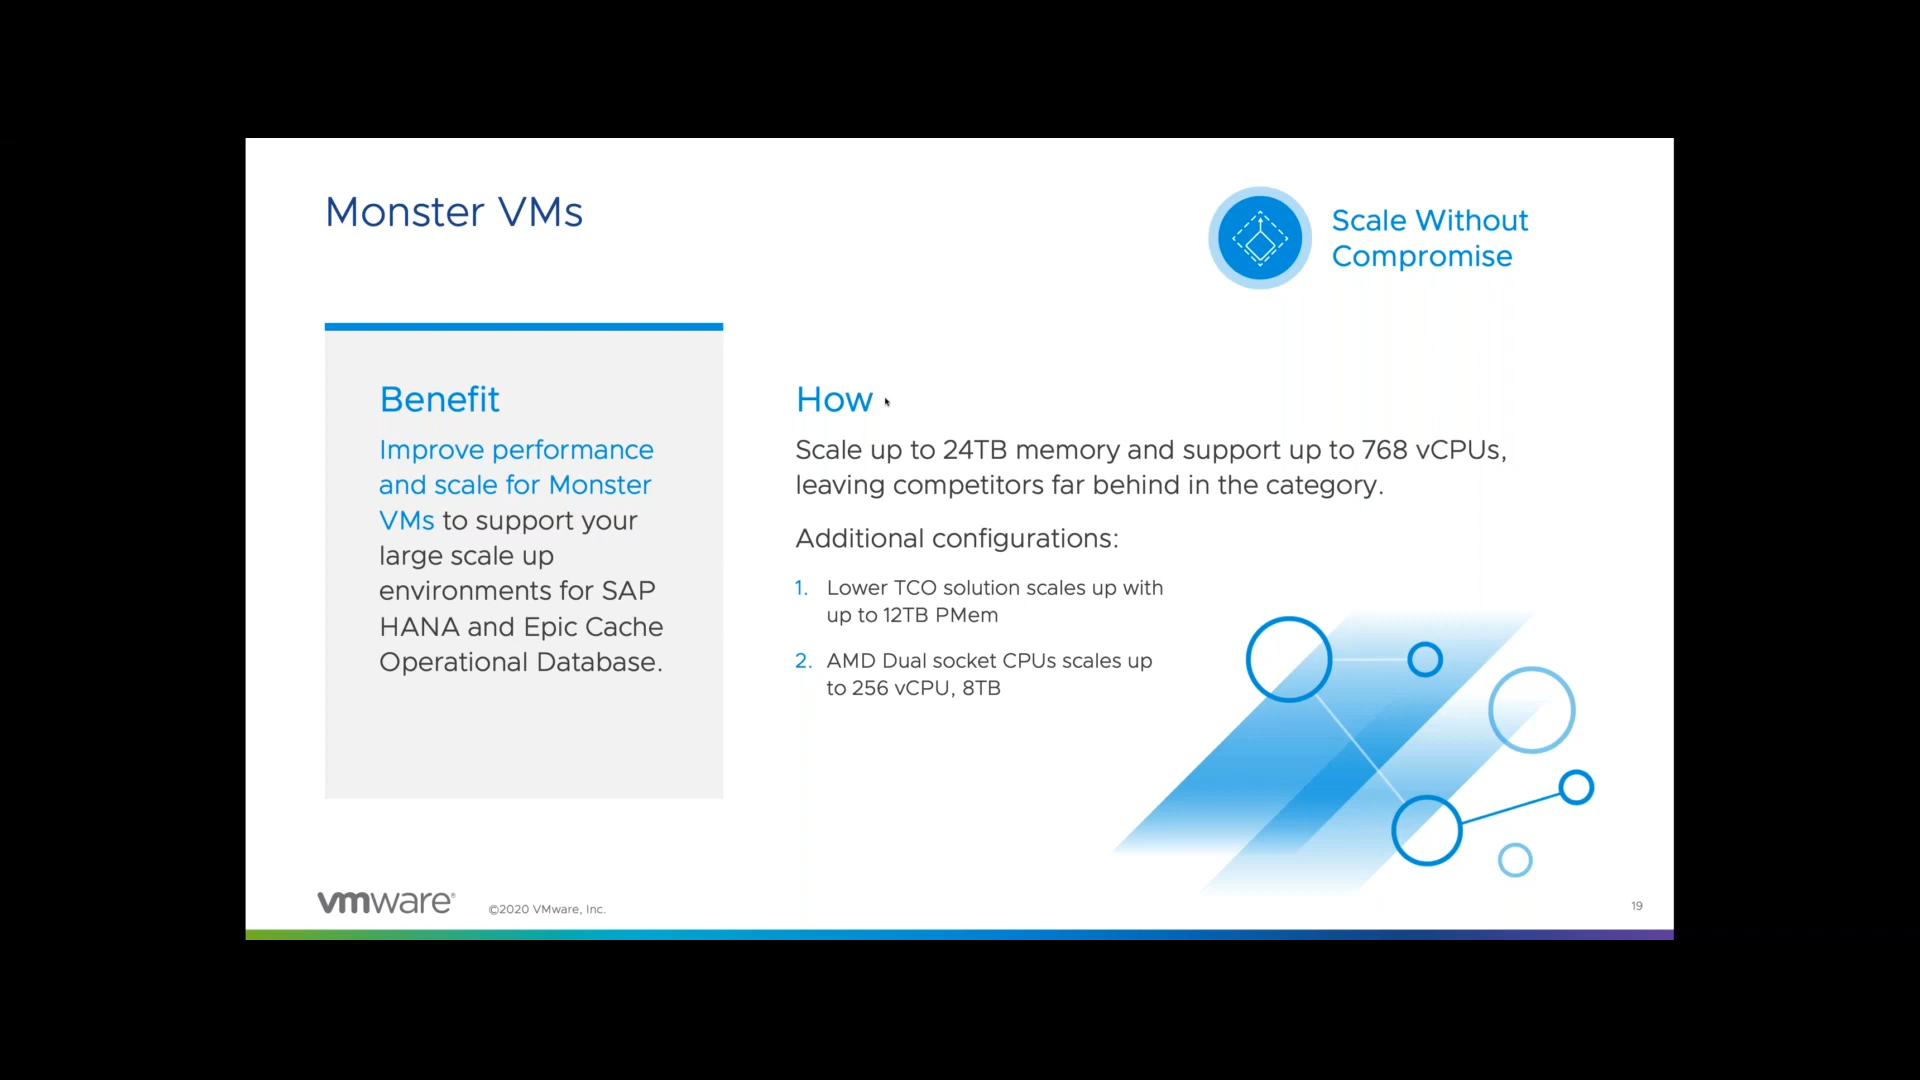 Monster VMs
Scale Without
Compromise
Benefit
Improve performance
and scale for Monster
VMs to support your
large scale up
environments for SAP
HANA and Epic Cache
Operational Database.
How
Scale up to 24TB memory and support up to 768 vCPUs,
leaving competitors far behind in the category.
Additional configurations:
1. Lower TCO solution scales up with
up to 12TB PMem
2. AMD Dual socket CPUs scales up
to 256 vCPU, 8TB
vmware®
©2020 VMware, Inc.
19